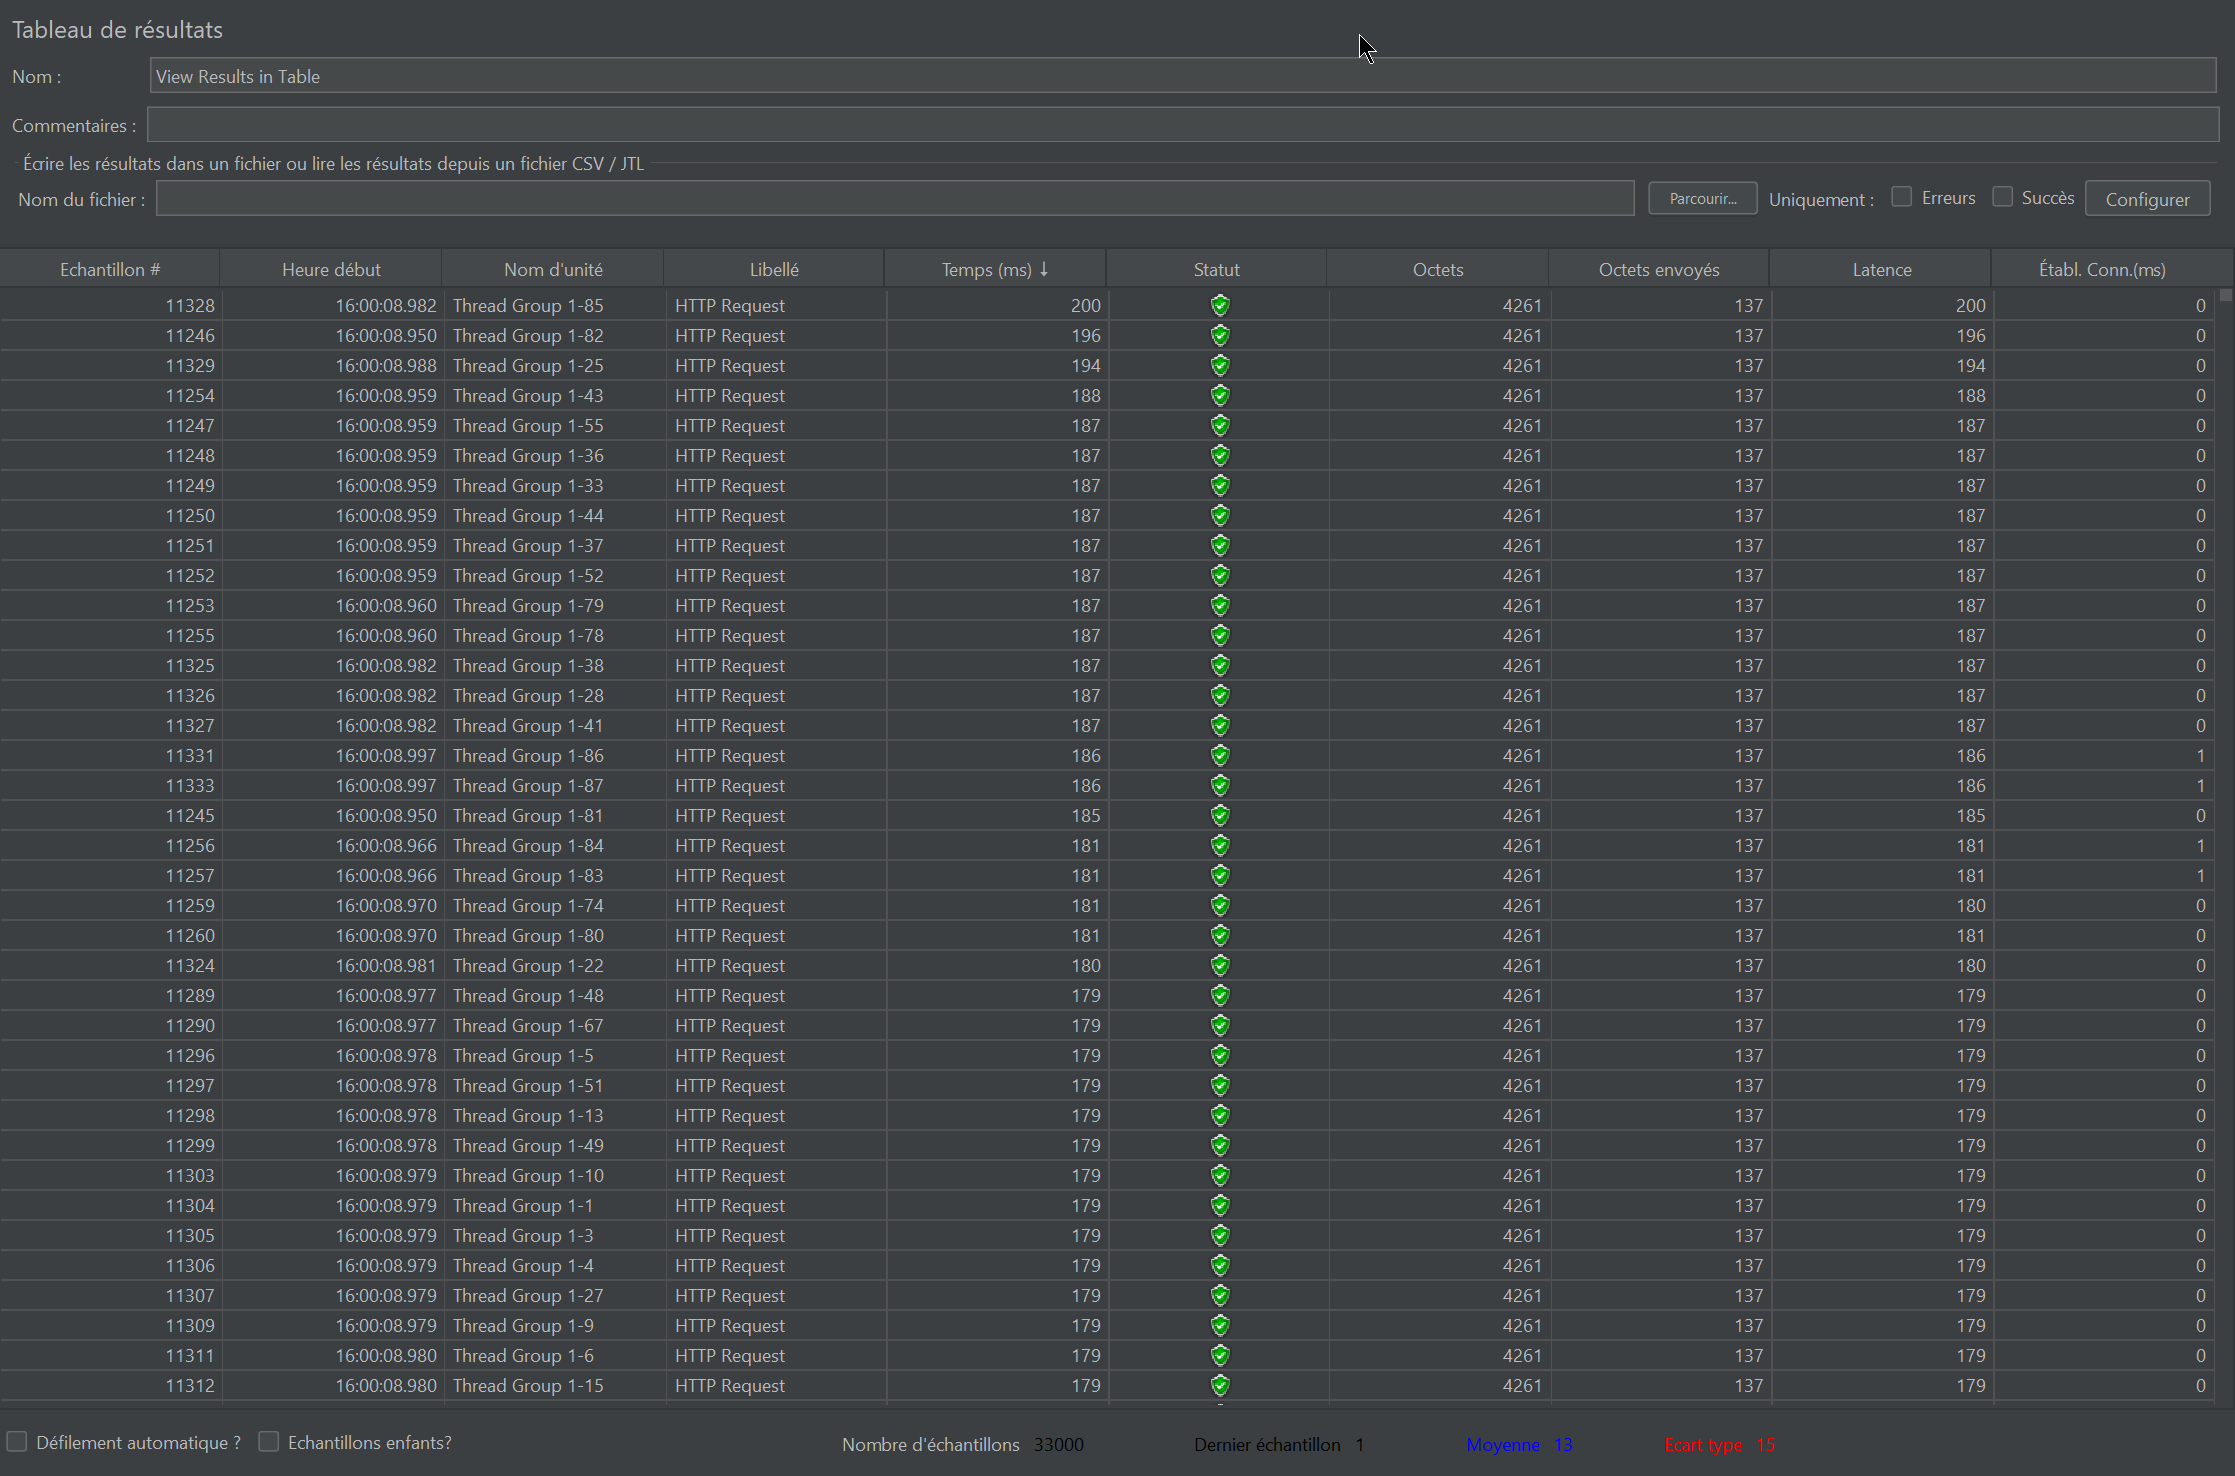 Tableau de résultats
Nom : View Results in Table
Commentaires :
Écrire les résultats dans un fichier ou lire les résultats depuis un fichier CSV / JTL
Nom du fichier : Parcourir... Uniquement : Erreurs Succès Configurer
Echantillon # Heure début Nom d'unité Libellé Temps (ms) ↓ Statut Octets Octets envoyés Latence Établ. Conn.(ms)
11328 16:00:08.982 Thread Group 1-85 HTTP Request 200 4261 137 200 0
11246 16:00:08.950 Thread Group 1-82 HTTP Request 196 4261 137 196 0
11329 16:00:08.988 Thread Group 1-25 HTTP Request 194 4261 137 194 0
11254 16:00:08.959 Thread Group 1-43 HTTP Request 188 4261 137 188 0
11247 16:00:08.959 Thread Group 1-55 HTTP Request 187 4261 137 187 0
11248 16:00:08.959 Thread Group 1-36 HTTP Request 187 4261 137 187 0
11249 16:00:08.959 Thread Group 1-33 HTTP Request 187 4261 137 187 0
11250 16:00:08.959 Thread Group 1-44 HTTP Request 187 4261 137 187 0
11251 16:00:08.959 Thread Group 1-37 HTTP Request 187 4261 137 187 0
11252 16:00:08.959 Thread Group 1-52 HTTP Request 187 4261 137 187 0
11253 16:00:08.960 Thread Group 1-79 HTTP Request 187 4261 137 187 0
11255 16:00:08.960 Thread Group 1-78 HTTP Request 187 4261 137 187 0
11325 16:00:08.982 Thread Group 1-38 HTTP Request 187 4261 137 187 0
11326 16:00:08.982 Thread Group 1-28 HTTP Request 187 4261 137 187 0
11327 16:00:08.982 Thread Group 1-41 HTTP Request 187 4261 137 187 0
11331 16:00:08.997 Thread Group 1-86 HTTP Request 186 4261 137 186 1
11333 16:00:08.997 Thread Group 1-87 HTTP Request 186 4261 137 186 1
11245 16:00:08.950 Thread Group 1-81 HTTP Request 185 4261 137 185 0
11256 16:00:08.966 Thread Group 1-84 HTTP Request 181 4261 137 181 1
11257 16:00:08.966 Thread Group 1-83 HTTP Request 181 4261 137 181 1
11259 16:00:08.970 Thread Group 1-74 HTTP Request 181 4261 137 180 0
11260 16:00:08.970 Thread Group 1-80 HTTP Request 181 4261 137 181 0
11324 16:00:08.981 Thread Group 1-22 HTTP Request 180 4261 137 180 0
11289 16:00:08.977 Thread Group 1-48 HTTP Request 179 4261 137 179 0
11290 16:00:08.977 Thread Group 1-67 HTTP Request 179 4261 137 179 0
11296 16:00:08.978 Thread Group 1-5 HTTP Request 179 4261 137 179 0
11297 16:00:08.978 Thread Group 1-51 HTTP Request 179 4261 137 179 0
11298 16:00:08.978 Thread Group 1-13 HTTP Request 179 4261 137 179 0
11299 16:00:08.978 Thread Group 1-49 HTTP Request 179 4261 137 179 0
11303 16:00:08.979 Thread Group 1-10 HTTP Request 179 4261 137 179 0
11304 16:00:08.979 Thread Group 1-1 HTTP Request 179 4261 137 179 0
11305 16:00:08.979 Thread Group 1-3 HTTP Request 179 4261 137 179 0
11306 16:00:08.979 Thread Group 1-4 HTTP Request 179 4261 137 179 0
11307 16:00:08.979 Thread Group 1-27 HTTP Request 179 4261 137 179 0
11309 16:00:08.979 Thread Group 1-9 HTTP Request 179 4261 137 179 0
11311 16:00:08.980 Thread Group 1-6 HTTP Request 179 4261 137 179 0
11312 16:00:08.980 Thread Group 1-15 HTTP Request 179 4261 137 179 0
Défilement automatique ? Echantillons enfants? Nombre d'échantillons 33000 Dernier échantillon 1 Moyenne 13 Ecart type 15